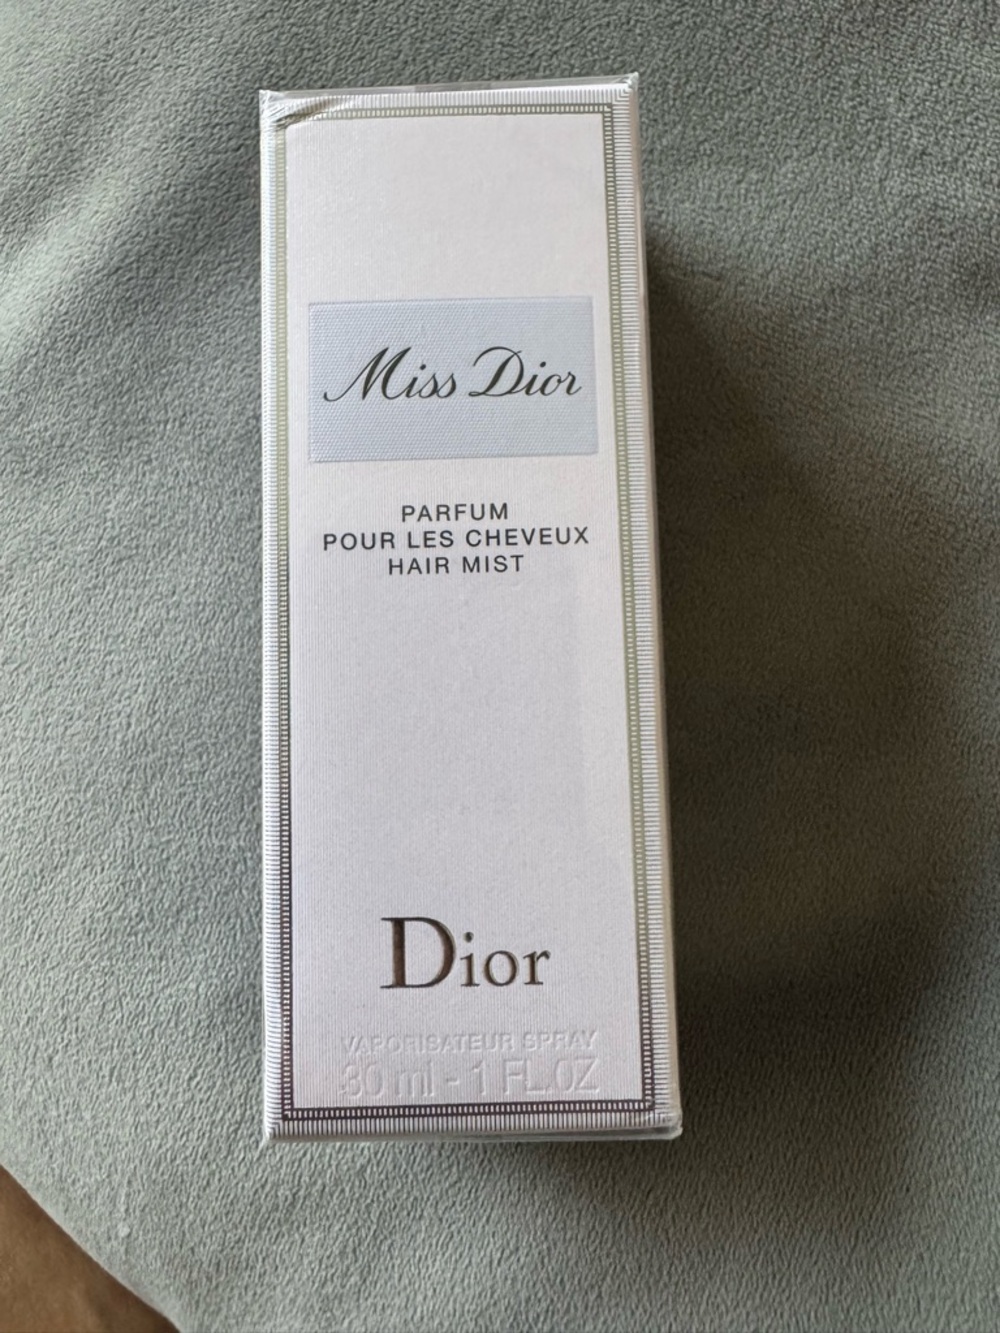 Miss Dior
PARFUM
POUR LES CHEVEUX
HAIR MIST
Dior
VAPORISATEUR SPRAY
30 ml - 1 FL.OZ